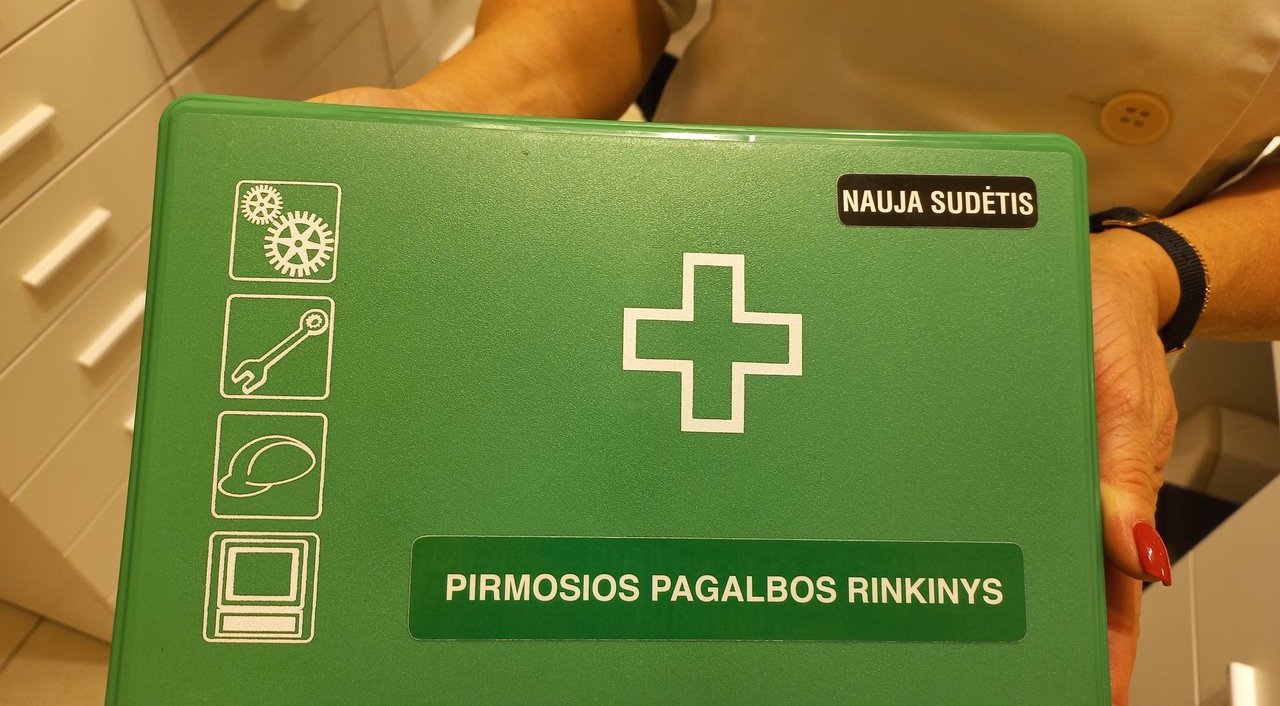 NAUJA SUDĖTIS
PIRMOSIOS PAGALBOS RINKINYS